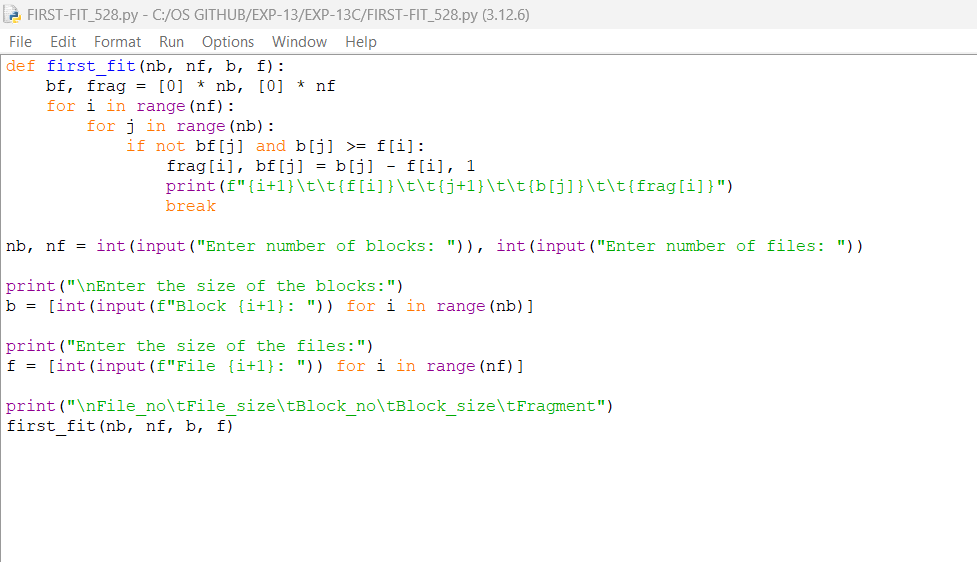 FIRST-FIT_528.py - C:/OS GITHUB/EXP-13/EXP-13C/FIRST-FIT_528.py (3.12.6)
File Edit Format Run Options Window Help
def first_fit(nb, nf, b, f):
    bf, frag = [0] * nb, [0] * nf
    for i in range(nf):
        for j in range(nb):
            if not bf[j] and b[j] >= f[i]:
                frag[i], bf[j] = b[j] - f[i], 1
                print(f"{i+1}\t\t{f[i]}\t\t{j+1}\t\t{b[j]}\t\t{frag[i]}")
                break
nb, nf = int(input("Enter number of blocks: ")), int(input("Enter number of files: "))
print("\nEnter the size of the blocks:")
b = [int(input(f"Block {i+1}: ")) for i in range(nb)]
print("Enter the size of the files:")
f = [int(input(f"File {i+1}: ")) for i in range(nf)]
print("\nFile_no\tFile_size\tBlock_no\tBlock_size\tFragment")
first_fit(nb, nf, b, f)